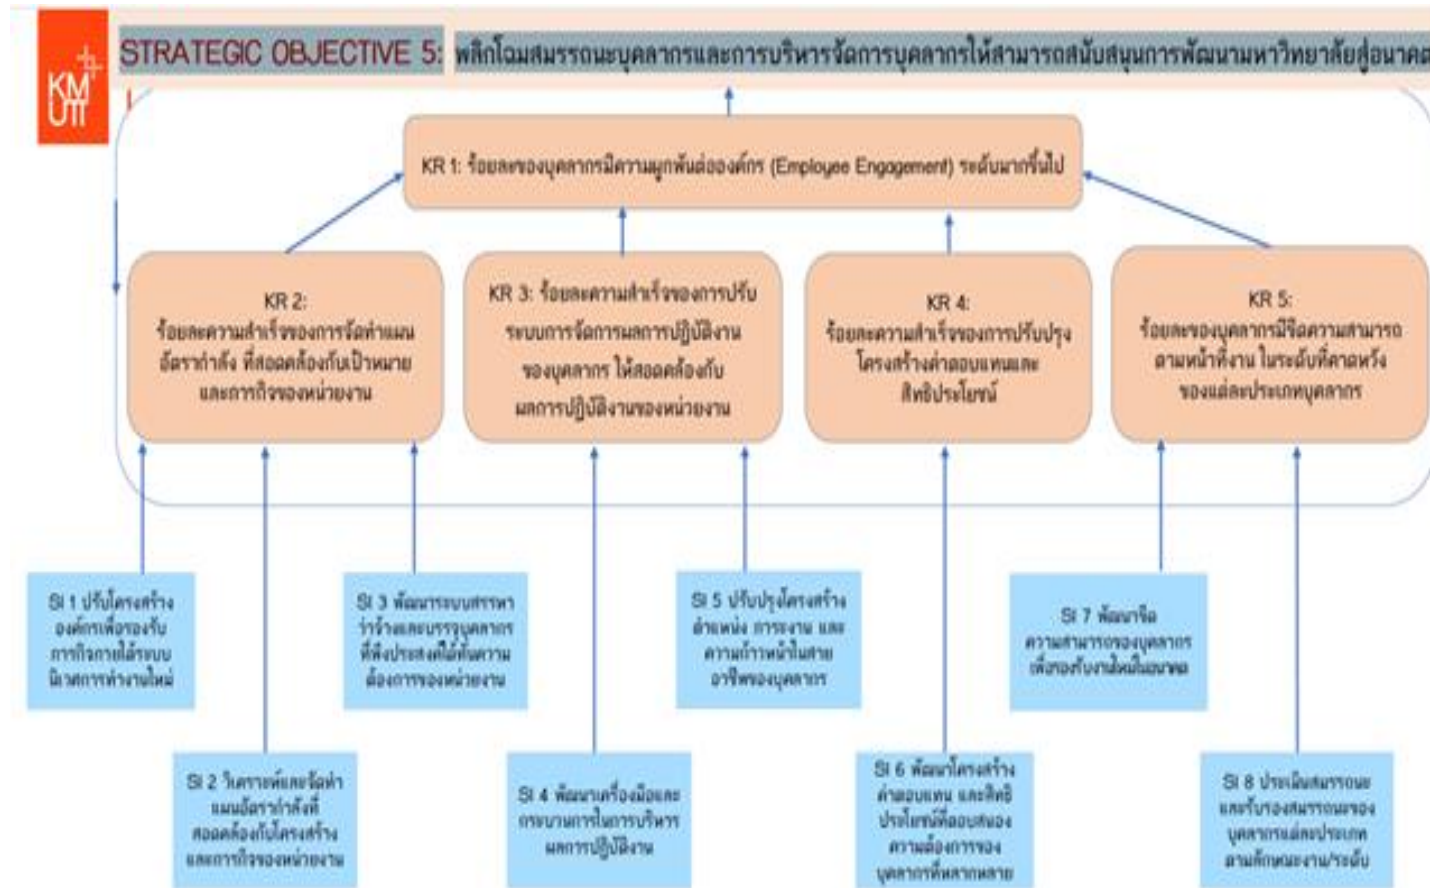 KM
UTT
STRATEGIC OBJECTIVE 5: พลิกโฉมสมรรถนะบุคลากรและการบริหารจัดการบุคลากรให้สามารถสนับสนุนการพัฒนามหาวิทยาลัยสู่อนาคต
KR 1: ร้อยละของบุคลากรมีความผูกพันต่อองค์กร (Employee Engagement) ระดับมากขึ้นไป
KR 2:
ร้อยละความสำเร็จของการจัดทำแผน
อัตรากำลัง ที่สอดคล้องกับเป้าหมาย
และภารกิจของหน่วยงาน
KR 3: ร้อยละความสำเร็จของการปรับ
ระบบการจัดการผลการปฏิบัติงาน
ของบุคลากร ให้สอดคล้องกับ
ผลการปฏิบัติงานของหน่วยงาน
KR 4:
ร้อยละความสำเร็จของการปรับปรุง
โครงสร้างค่าตอบแทนและ
สิทธิประโยชน์
KR 5:
ร้อยละของบุคลากรมีขีดความสามารถ
ตามหน้าที่งาน ในระดับที่คาดหวัง
ของแต่ละประเภทบุคลากร
SI 1 ปรับโครงสร้าง
องค์กรเพื่อรองรับ
ภารกิจภายใต้ระบบ
นิเวศการทำงานใหม่
SI 2 วิเคราะห์และจัดทำ
แผนอัตรากำลังที่
สอดคล้องกับโครงสร้าง
และภารกิจของหน่วยงาน
SI 3 พัฒนาระบบสรรหา
ว่าจ้างและบรรจุบุคลากร
ที่พึงประสงค์ได้ทันความ
ต้องการของหน่วยงาน
SI 4 พัฒนาเครื่องมือและ
กระบวนการในการบริหาร
ผลการปฏิบัติงาน
SI 5 ปรับปรุงโครงสร้าง
ตำแหน่ง ภาระงาน และ
ความก้าวหน้าในสาย
อาชีพของบุคลากร
SI 6 พัฒนาโครงสร้าง
ค่าตอบแทน และสิทธิ
ประโยชน์ที่ตอบสนอง
ความต้องการของ
บุคลากรที่หลากหลาย
SI 7 พัฒนาขีด
ความสามารถของบุคลากร
เพื่อรองรับงานใหม่ในอนาคต
SI 8 ประเมินสมรรถนะ
และรับรองสมรรถนะของ
บุคลากรแต่ละประเภท
ตามลักษณะงาน/ระดับ